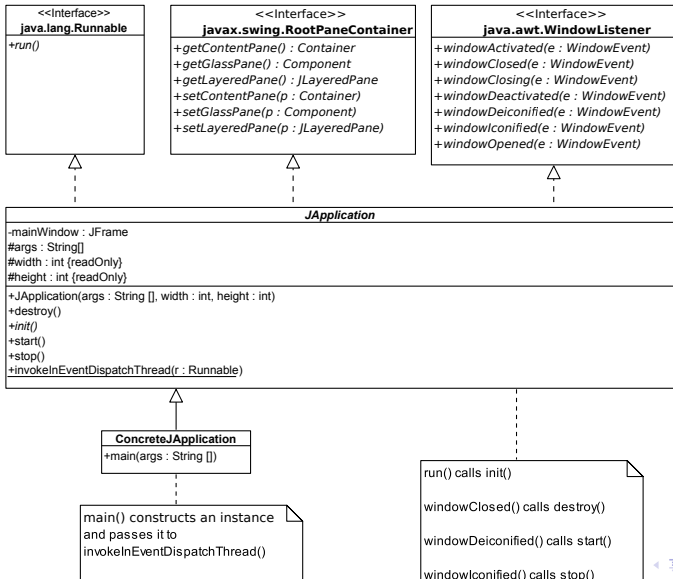 <<Interface>>
java.lang.Runnable
+run()
<<Interface>>
javax.swing.RootPaneContainer
+getContentPane() : Container
+getGlassPane() : Component
+getLayeredPane() : JLayeredPane
+setContentPane(p : Container)
+setGlassPane(p : Component)
+setLayeredPane(p : JLayeredPane)
<<Interface>>
java.awt.WindowListener
+windowActivated(e : WindowEvent)
+windowClosed(e : WindowEvent)
+windowClosing(e : WindowEvent)
+windowDeactivated(e : WindowEvent)
+windowDeiconified(e : WindowEvent)
+windowIconified(e : WindowEvent)
+windowOpened(e : WindowEvent)
JApplication
-mainWindow : JFrame
#args : String[]
#width : int {readOnly}
#height : int {readOnly}
+JApplication(args : String [], width : int, height : int)
+destroy()
+init()
+start()
+stop()
+invokeInEventDispatchThread(r : Runnable)
ConcreteJApplication
+main(args : String [])
main() constructs an instance
and passes it to
invokeInEventDispatchThread()
run() calls init()
windowClosed() calls destroy()
windowDeiconified() calls start()
windowIconified() calls stop()